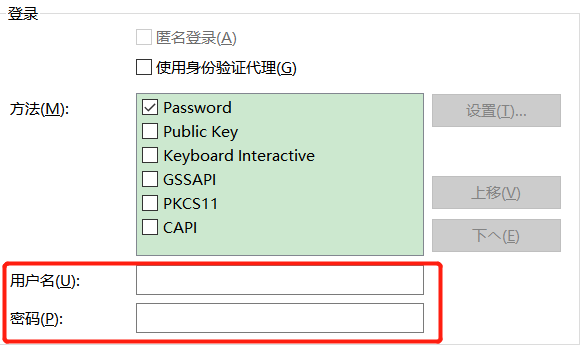 登录
匿名登录(A)
使用身份验证代理(G)
方法(M):
Password
设置(T)...
Public Key
Keyboard Interactive
GSSAPI
上移(V)
PKCS11
CAPI
下へ(E)
用户名(U):
密码(P):